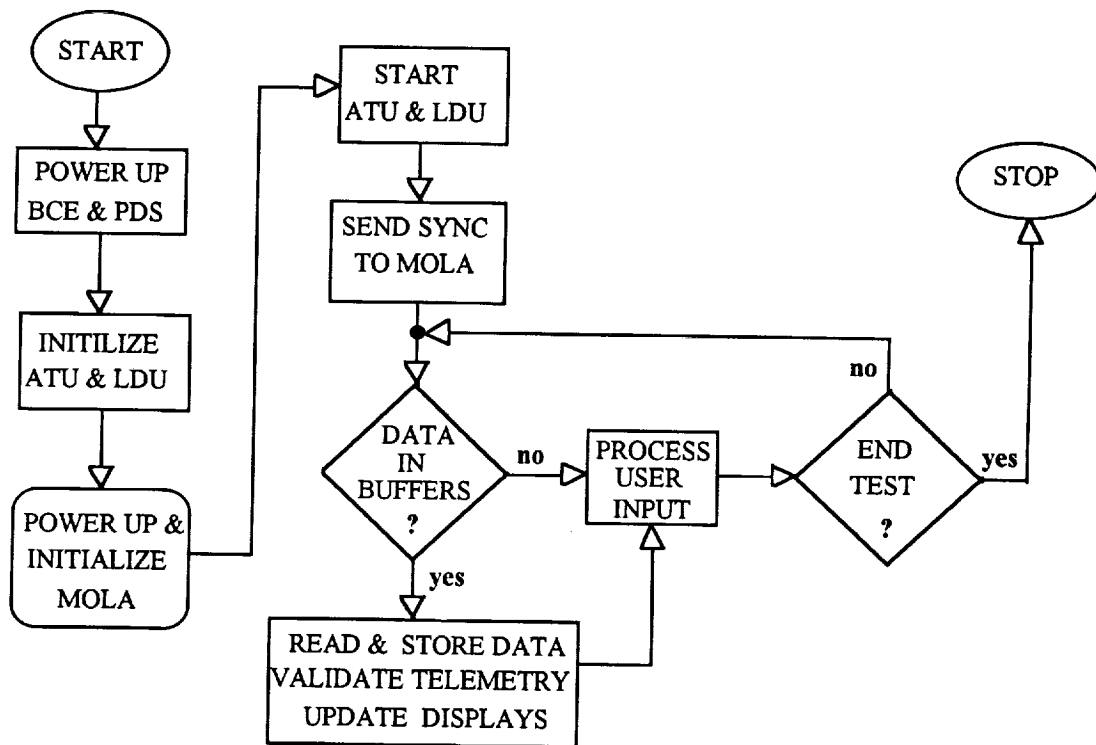 START
POWER UP
BCE & PDS
INITILIZE
ATU & LDU
POWER UP &
INITIALIZE
MOLA
START
ATU & LDU
SEND SYNC
TO MOLA
DATA
IN
BUFFERS
?
no
yes
READ & STORE DATA
VALIDATE TELEMETRY
UPDATE DISPLAYS
PROCESS
USER
INPUT
END
TEST
?
no
yes
STOP